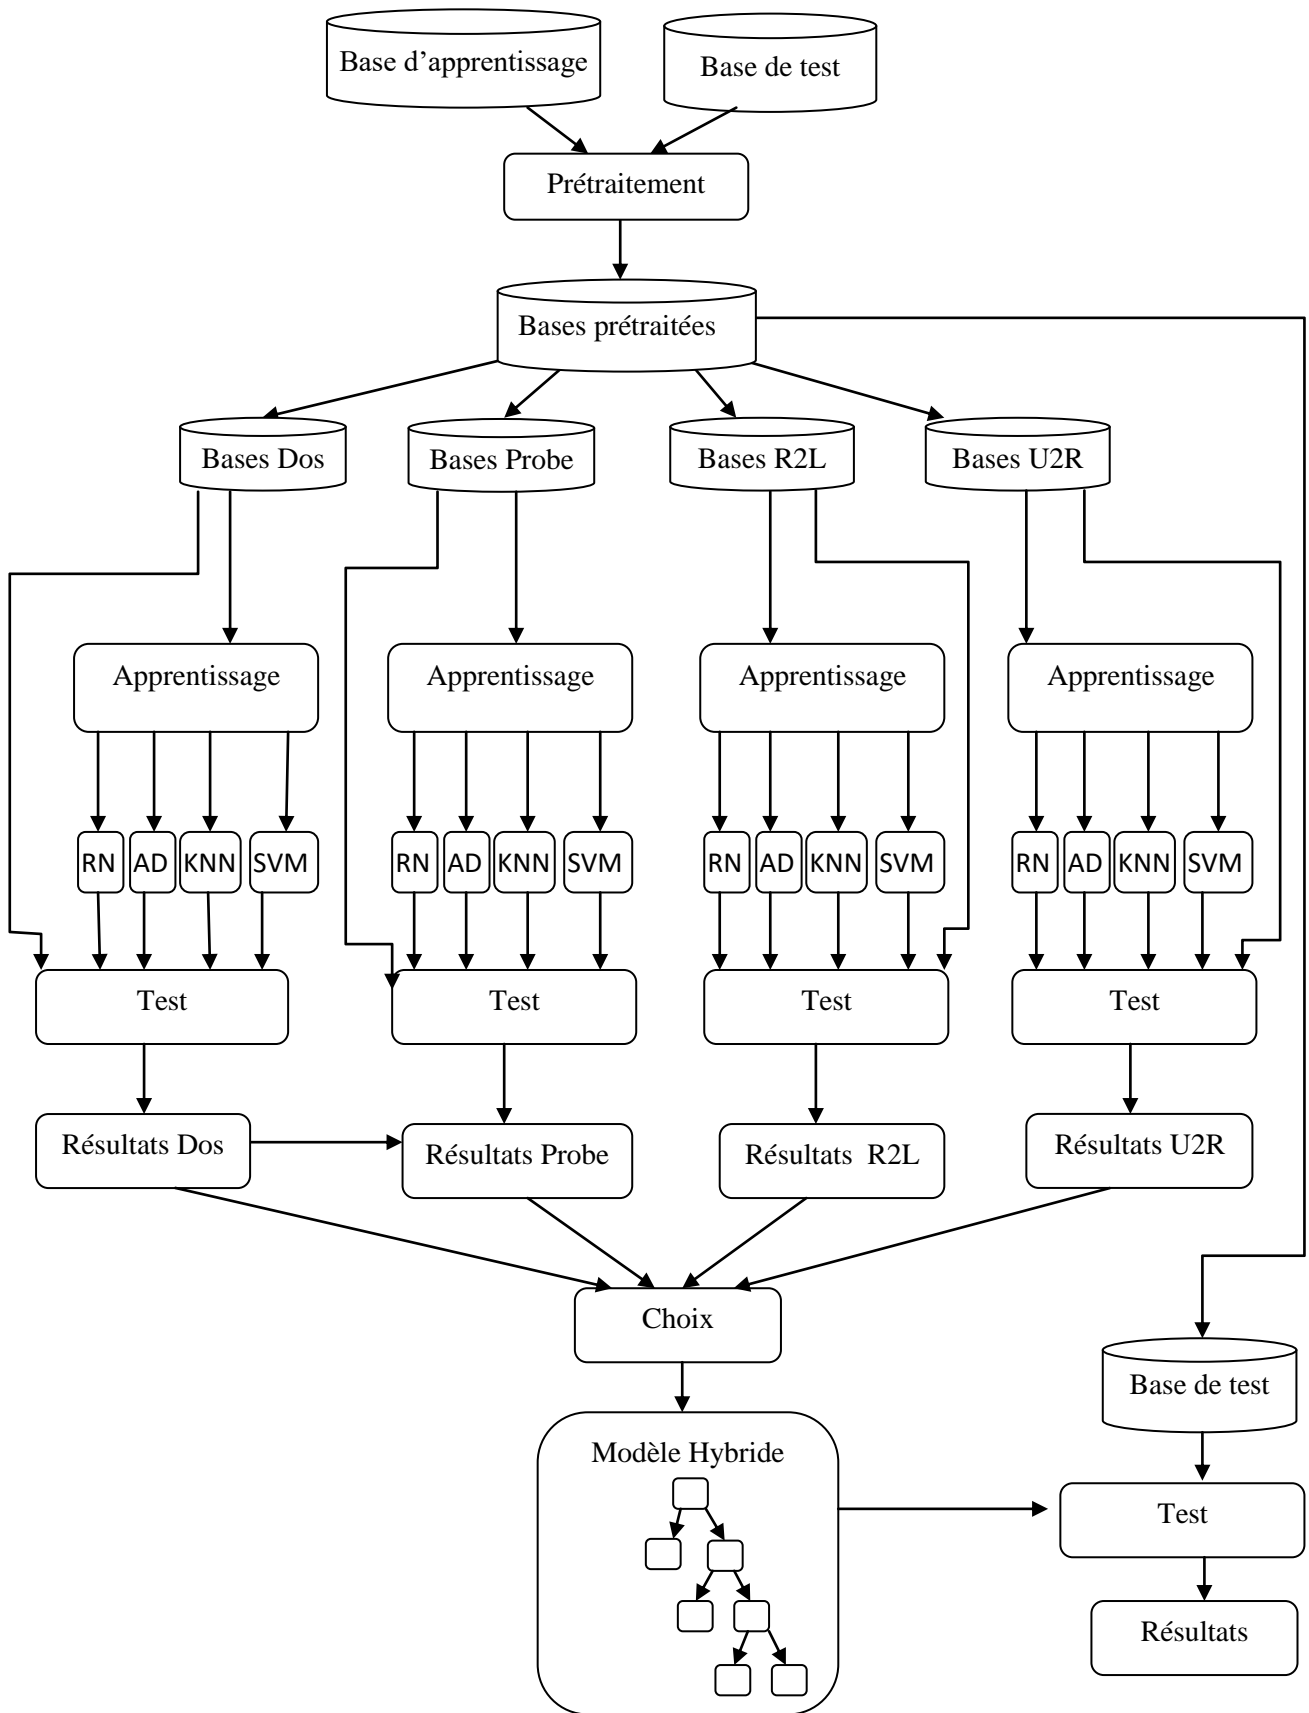 Base d’apprentissage
Base de test
Prétraitement
Bases prétraitées
Bases Dos
Bases Probe
Bases R2L
Bases U2R
Apprentissage
Apprentissage
Apprentissage
Apprentissage
RN
AD
KNN
SVM
RN
AD
KNN
SVM
RN
AD
KNN
SVM
RN
AD
KNN
SVM
Test
Test
Test
Test
Résultats Dos
Résultats Probe
Résultats R2L
Résultats U2R
Choix
Base de test
Modèle Hybride
Test
Résultats